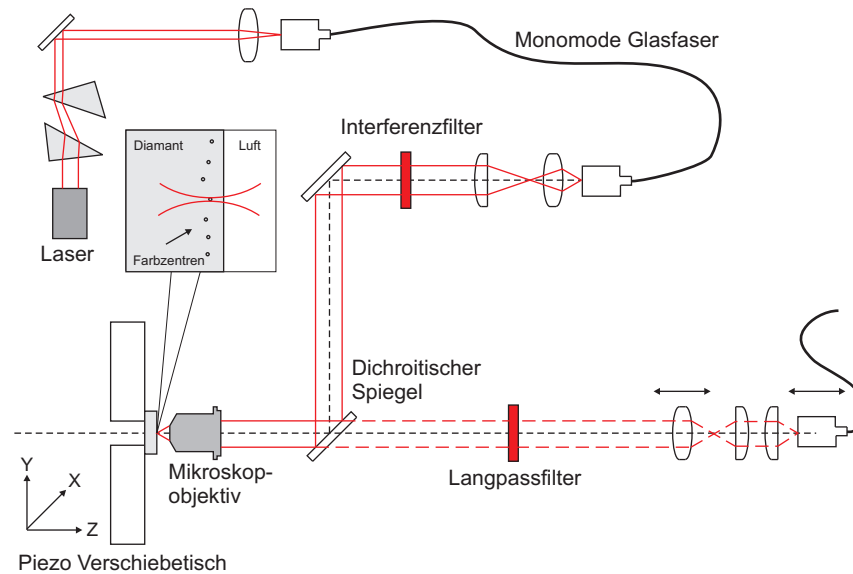 Monomode Glasfaser
Interferenzfilter
Diamant
Luft
Farbzentren
Laser
Dichroitischer
Spiegel
Mikroskop-
objektiv
Langpassfilter
Y
X
Z
Piezo Verschiebetisch